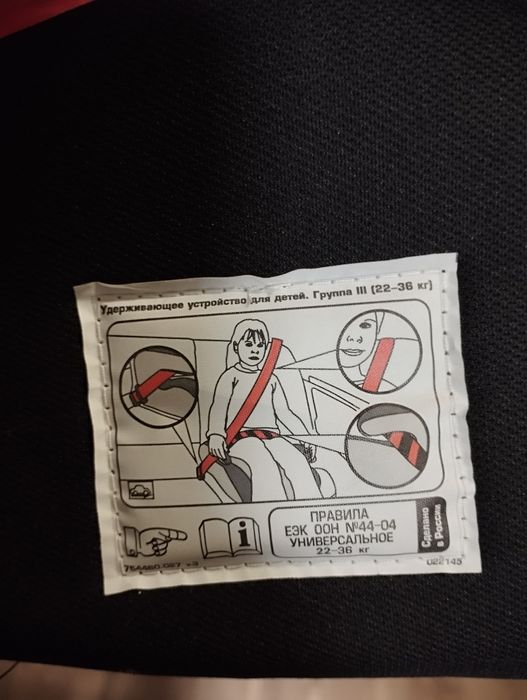 Удерживающее устройство для детей. Группа III (22-36 кг)
i
ПРАВИЛА
ЕЭК ООН №44-04
УНИВЕРСАЛЬНОЕ
22-36 кг
Сделано
в России
022145